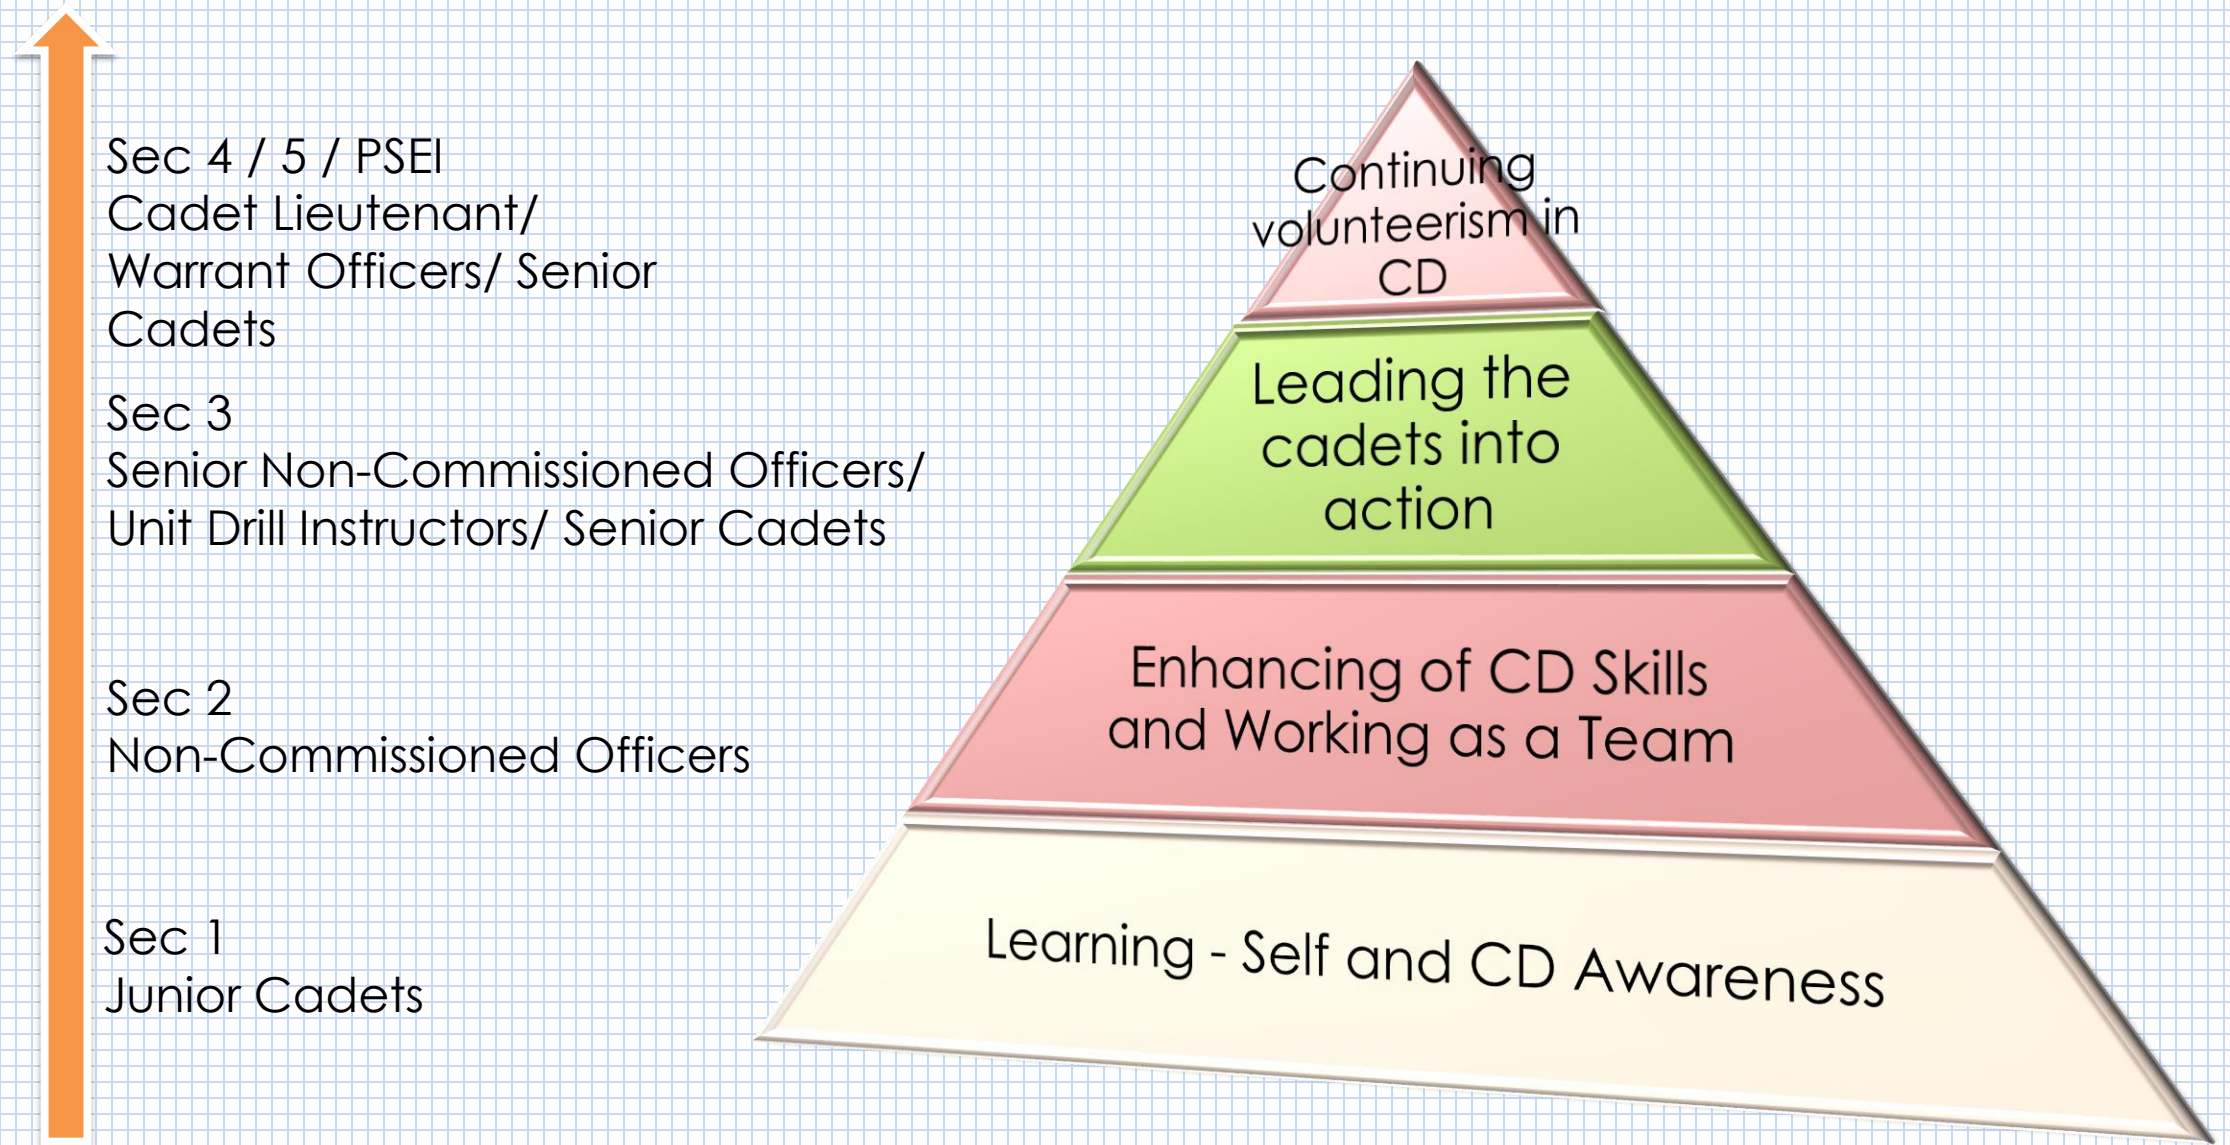 Sec 4 / 5 / PSEI
Cadet Lieutenant/
Warrant Officers/ Senior
Cadets
Sec 3
Senior Non-Commissioned Officers/
Unit Drill Instructors/ Senior Cadets
Sec 2
Non-Commissioned Officers
Sec 1
Junior Cadets
Continuing
volunteerism in
CD
Leading the
cadets into
action
Enhancing of CD Skills
and Working as a Team
Learning - Self and CD Awareness